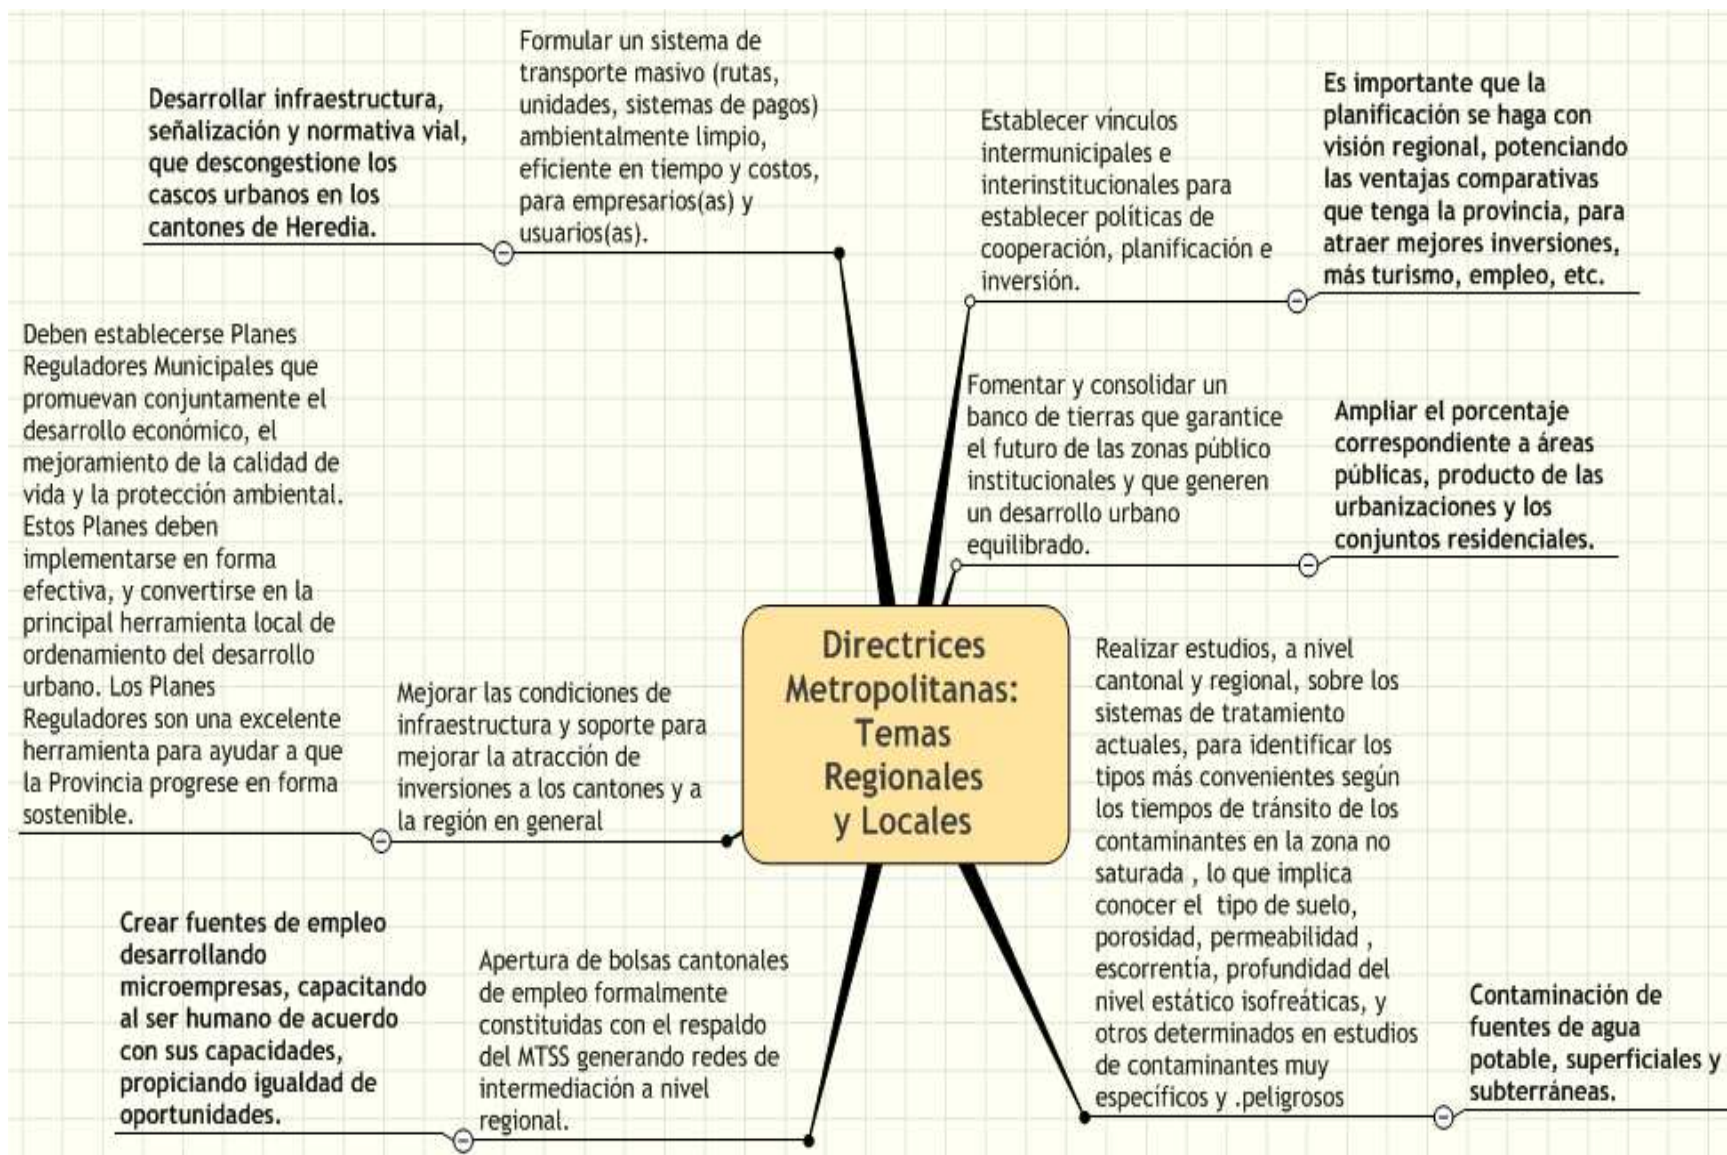 Desarrollar infraestructura,
señalización y normativa vial,
que descongestione los
cascos urbanos en los
cantones de Heredia.
Formular un sistema de
transporte masivo (rutas,
unidades, sistemas de pagos)
ambientalmente limpio,
eficiente en tiempo y costos,
para empresarios(as) y
usuarios(as).
Establecer vínculos
intermunicipales e
interinstitucionales para
establecer políticas de
cooperación, planificación e
inversión.
Es importante que la
planificación se haga con
visión regional, potenciando
las ventajas comparativas
que tenga la provincia, para
atraer mejores inversiones,
más turismo, empleo, etc.
Deben establecerse Planes
Reguladores Municipales que
promuevan conjuntamente el
desarrollo económico, el
mejoramiento de la calidad de
vida y la protección ambiental.
Estos Planes deben
implementarse en forma
efectiva, y convertirse en la
principal herramienta local de
ordenamiento del desarrollo
urbano. Los Planes
Reguladores son una excelente
herramienta para ayudar a que
la Provincia progrese en forma
sostenible.
Mejorar las condiciones de
infraestructura y soporte para
mejorar la atracción de
inversiones a los cantones y a
la región en general
Fomentar y consolidar un
banco de tierras que garantice
el futuro de las zonas público
institucionales y que generen
un desarrollo urbano
equilibrado.
Ampliar el porcentaje
correspondiente a áreas
públicas, producto de las
urbanizaciones y los
conjuntos residenciales.
Directrices
Metropolitanas:
Temas
Regionales
y Locales
Realizar estudios, a nivel
cantonal y regional, sobre los
sistemas de tratamiento
actuales, para identificar los
tipos más convenientes según
los tiempos de tránsito de los
contaminantes en la zona no
saturada , lo que implica
conocer el  tipo de suelo,
porosidad, permeabilidad ,
escorrentía, profundidad del
nivel estático isofreáticas, y
otros determinados en estudios
de contaminantes muy
específicos y .peligrosos
Contaminación de
fuentes de agua
potable, superficiales y
subterráneas.
Crear fuentes de empleo
desarrollando
microempresas, capacitando
al ser humano de acuerdo
con sus capacidades,
propiciando igualdad de
oportunidades.
Apertura de bolsas cantonales
de empleo formalmente
constituidas con el respaldo
del MTSS generando redes de
intermediación a nivel
regional.